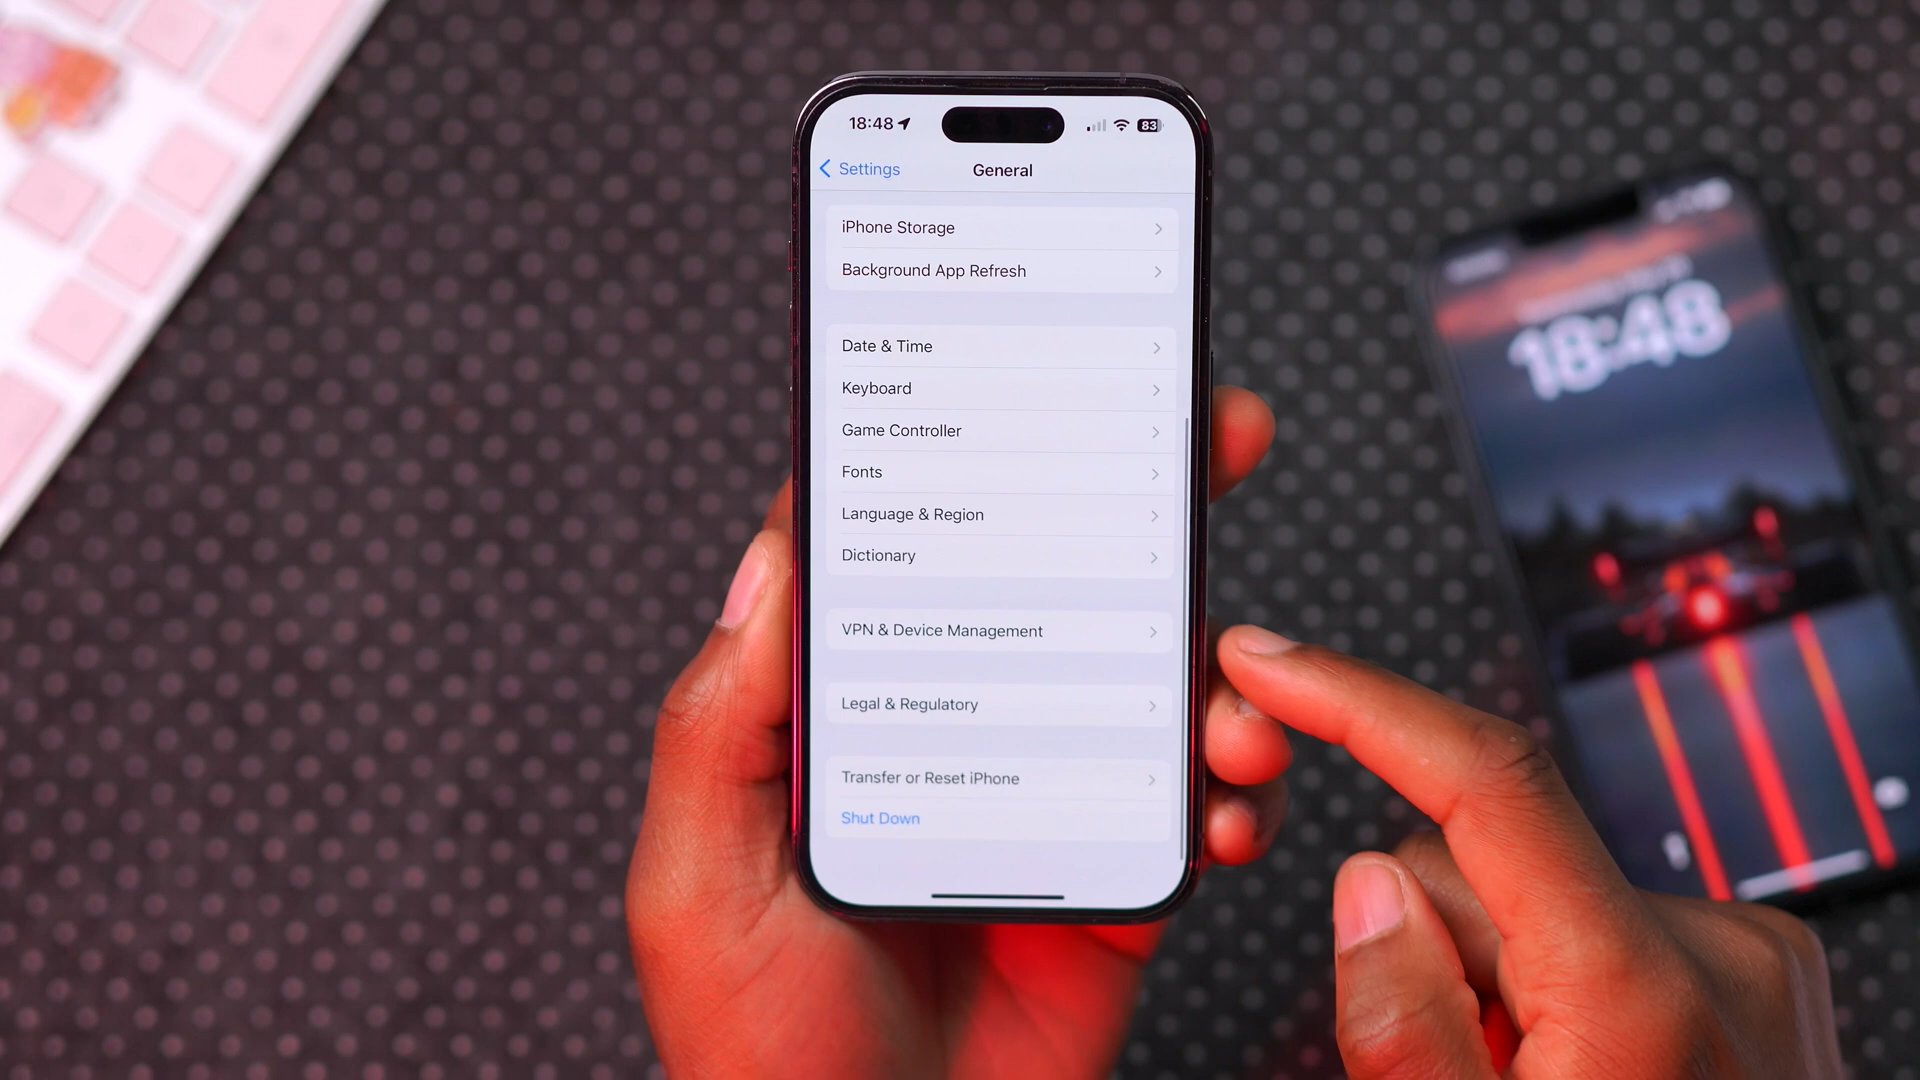 18:48
83
Settings
General
iPhone Storage
Background App Refresh
Date & Time
Keyboard
Game Controller
Fonts
Language & Region
Dictionary
VPN & Device Management
Legal & Regulatory
Transfer or Reset iPhone
Shut Down
18:48